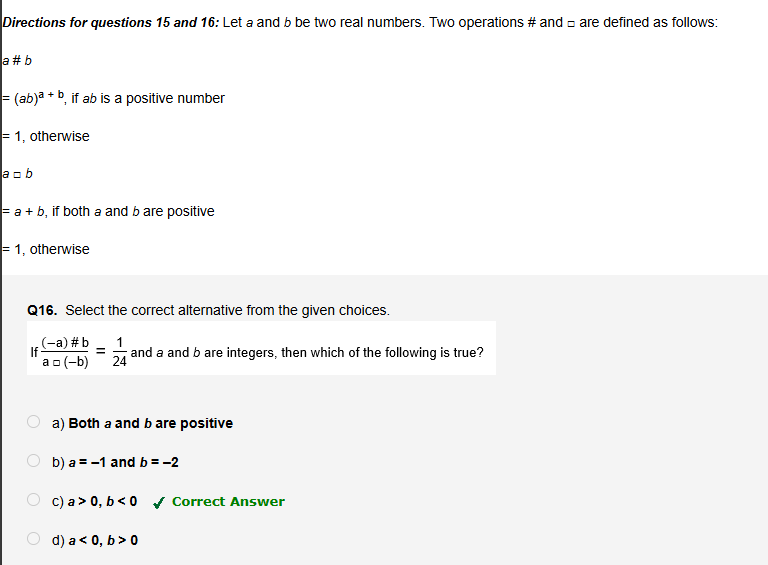 Directions for questions 15 and 16: Let a and b be two real numbers. Two operations # and □ are defined as follows:
a # b
= (ab)ᵃ ⁺ ᵇ, if ab is a positive number
= 1, otherwise
a □ b
= a + b, if both a and b are positive
= 1, otherwise
Q16. Select the correct alternative from the given choices.
If (–a) # b / a □ (–b) = 1/24 and a and b are integers, then which of the following is true?
a) Both a and b are positive
b) a = –1 and b = –2
c) a > 0, b < 0 ✓ Correct Answer
d) a < 0, b > 0